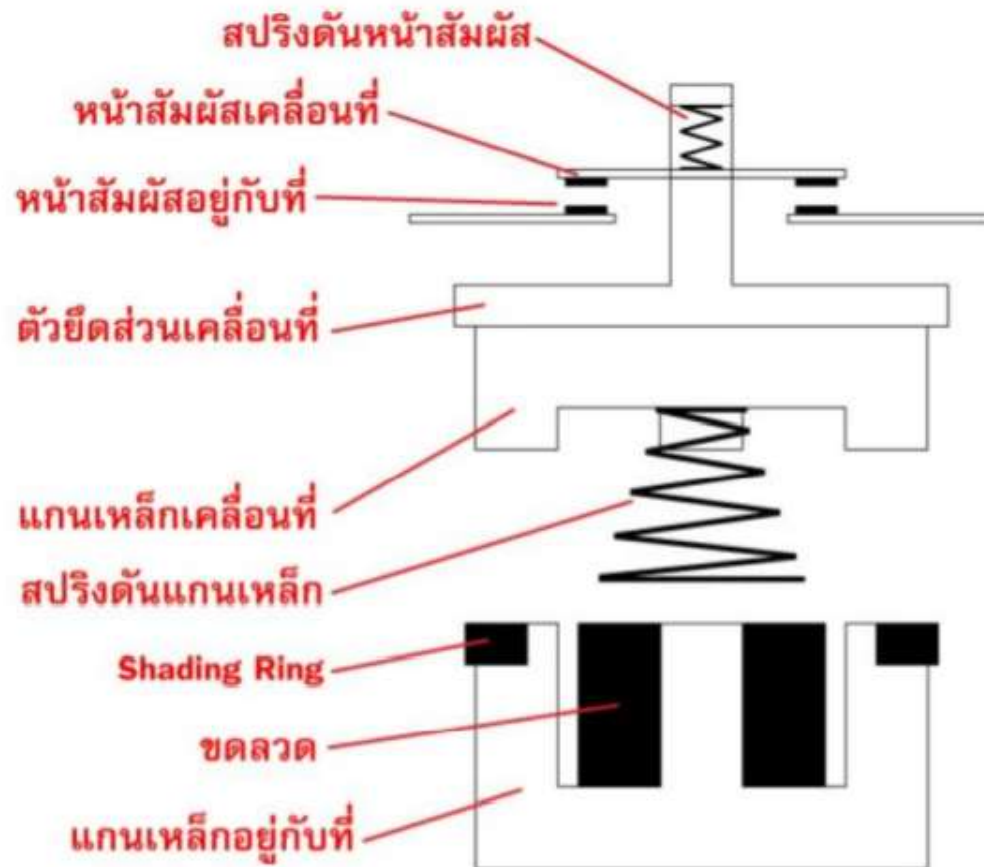 สปริงดันหน้าสัมผัส
หน้าสัมผัสเคลื่อนที่
หน้าสัมผัสอยู่กับที่
ตัวยึดส่วนเคลื่อนที่
แกนเหล็กเคลื่อนที่
สปริงดันแกนเหล็ก
Shading Ring
ขดลวด
แกนเหล็กอยู่กับที่